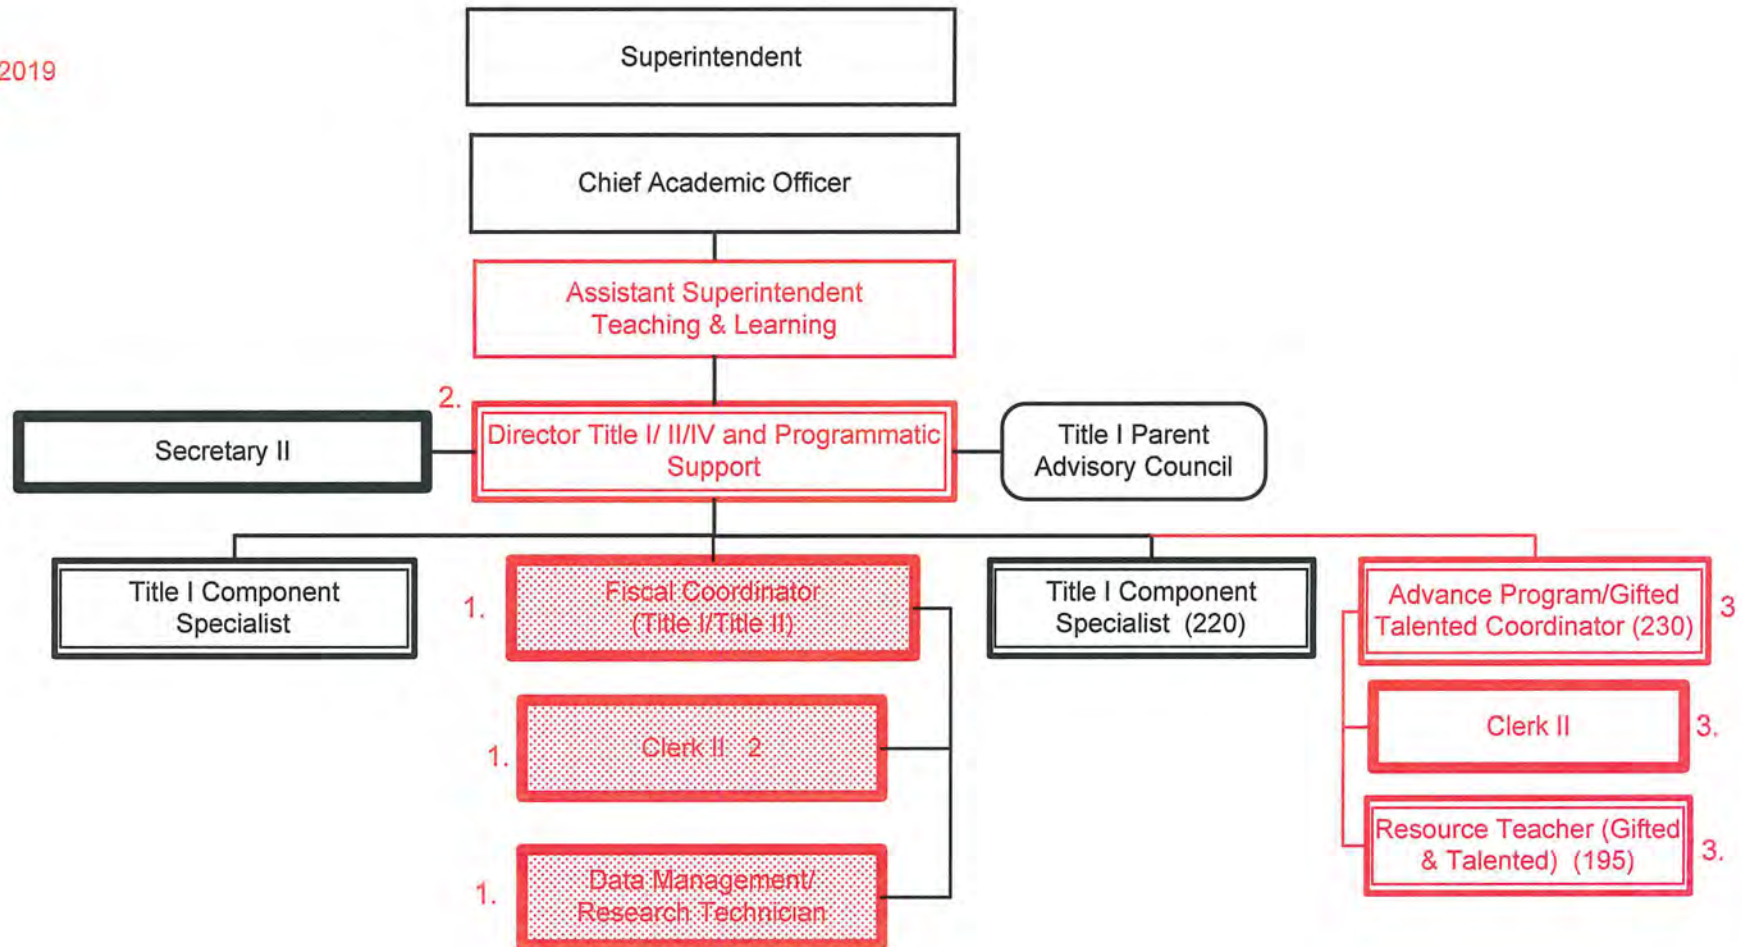 2019
Superintendent
Chief Academic Officer
Assistant Superintendent
Teaching & Learning
2.
Secretary II
Director Title I/ II/IV and Programmatic
Support
Title I Parent
Advisory Council
Title I Component
Specialist
1.
Fiscal Coordinator
(Title I/Title II)
Title I Component
Specialist (220)
Advance Program/Gifted
Talented Coordinator (230)
3
1.
Clerk II 2
Clerk II
3.
1.
Data Management/
Research Technician
Resource Teacher (Gifted
& Talented) (195)
3.